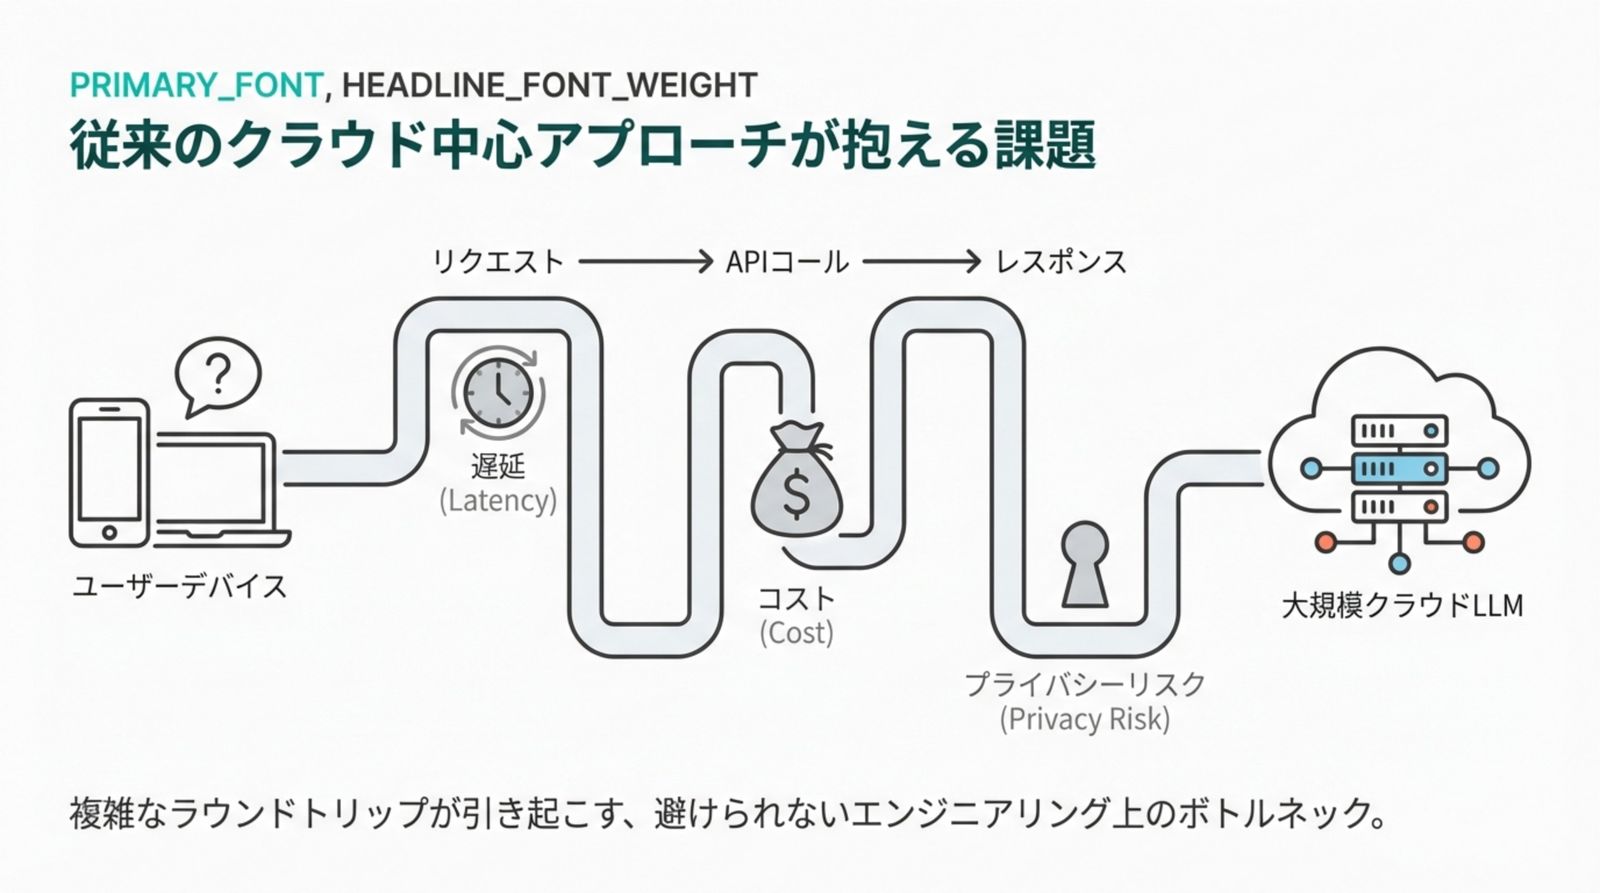 PRIMARY_FONT, HEADLINE_FONT_WEIGHT
従来のクラウド中心アプローチが抱える課題
リクエスト → APIコール → レスポンス
?
遅延
(Latency)
$
コスト
(Cost)
ユーザーデバイス
大規模クラウドLLM
プライバシーリスク
(Privacy Risk)
複雑なラウンドトリップが引き起こす、避けられないエンジニアリング上のボトルネック。